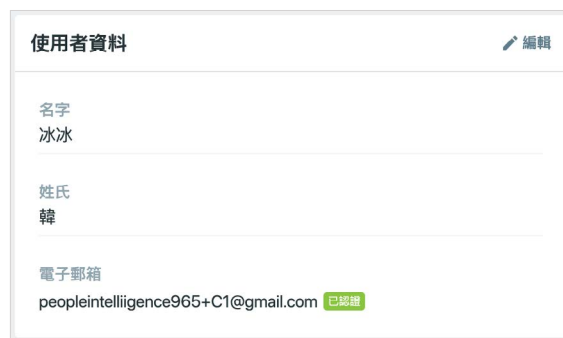 使用者資料
編輯
名字
冰冰
姓氏
韓
電子郵箱
peopleintelliigence965+C1@gmail.com 已認證